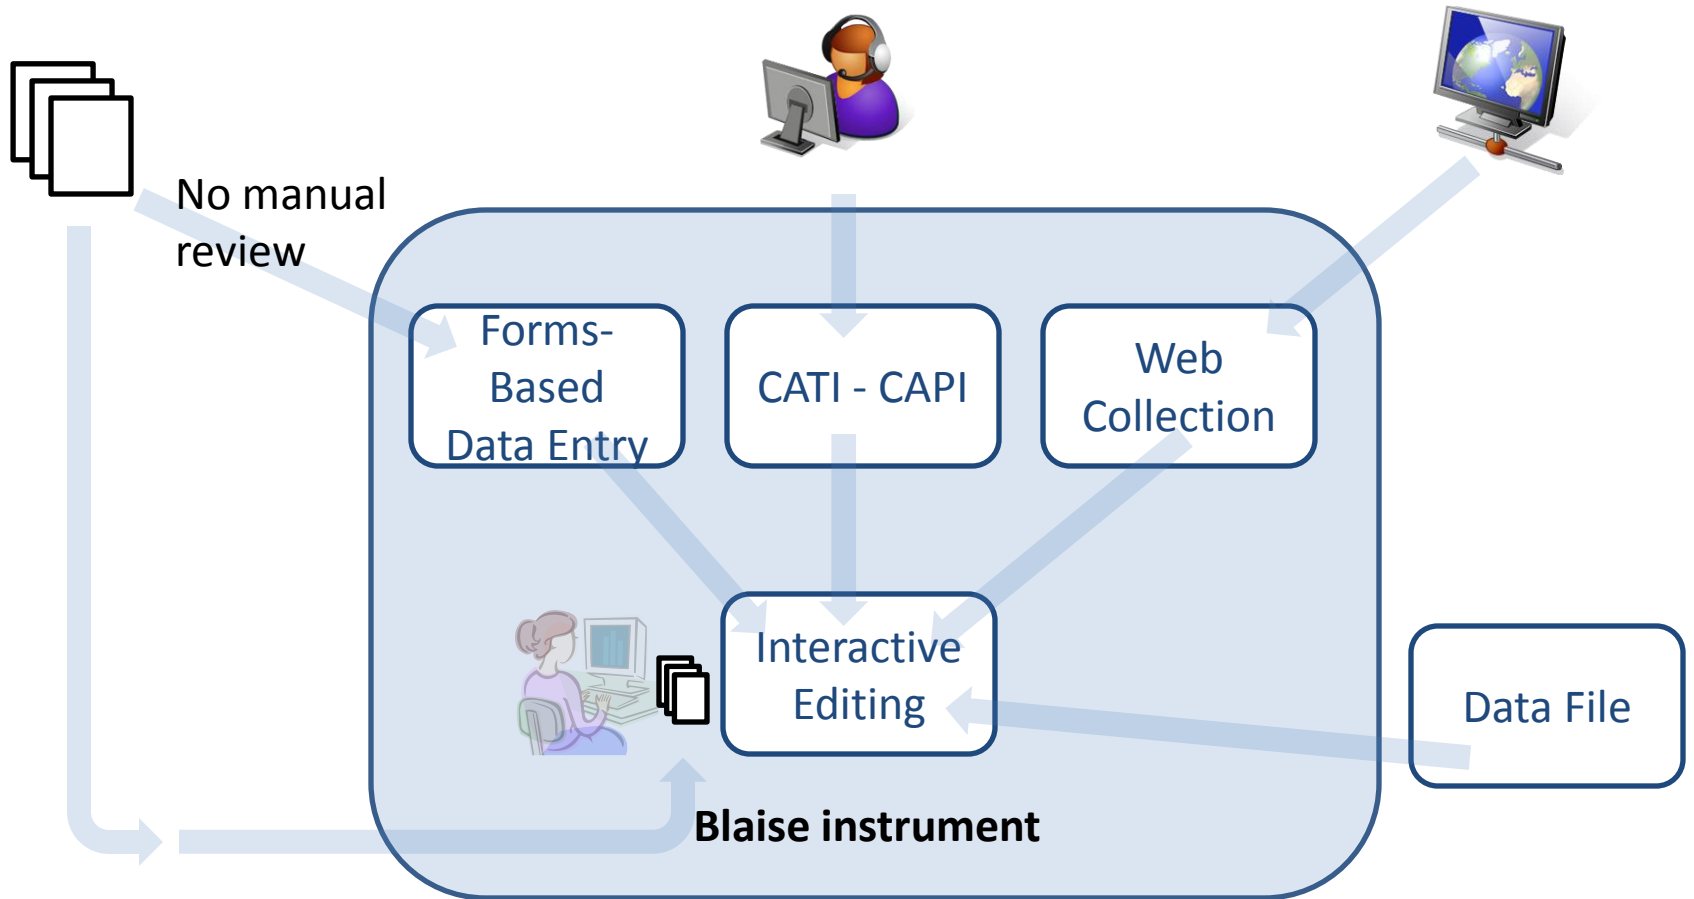 No manual
review
Forms-
Based
Data Entry
CATI - CAPI
Web
Collection
Interactive
Editing
Data File
Blaise instrument